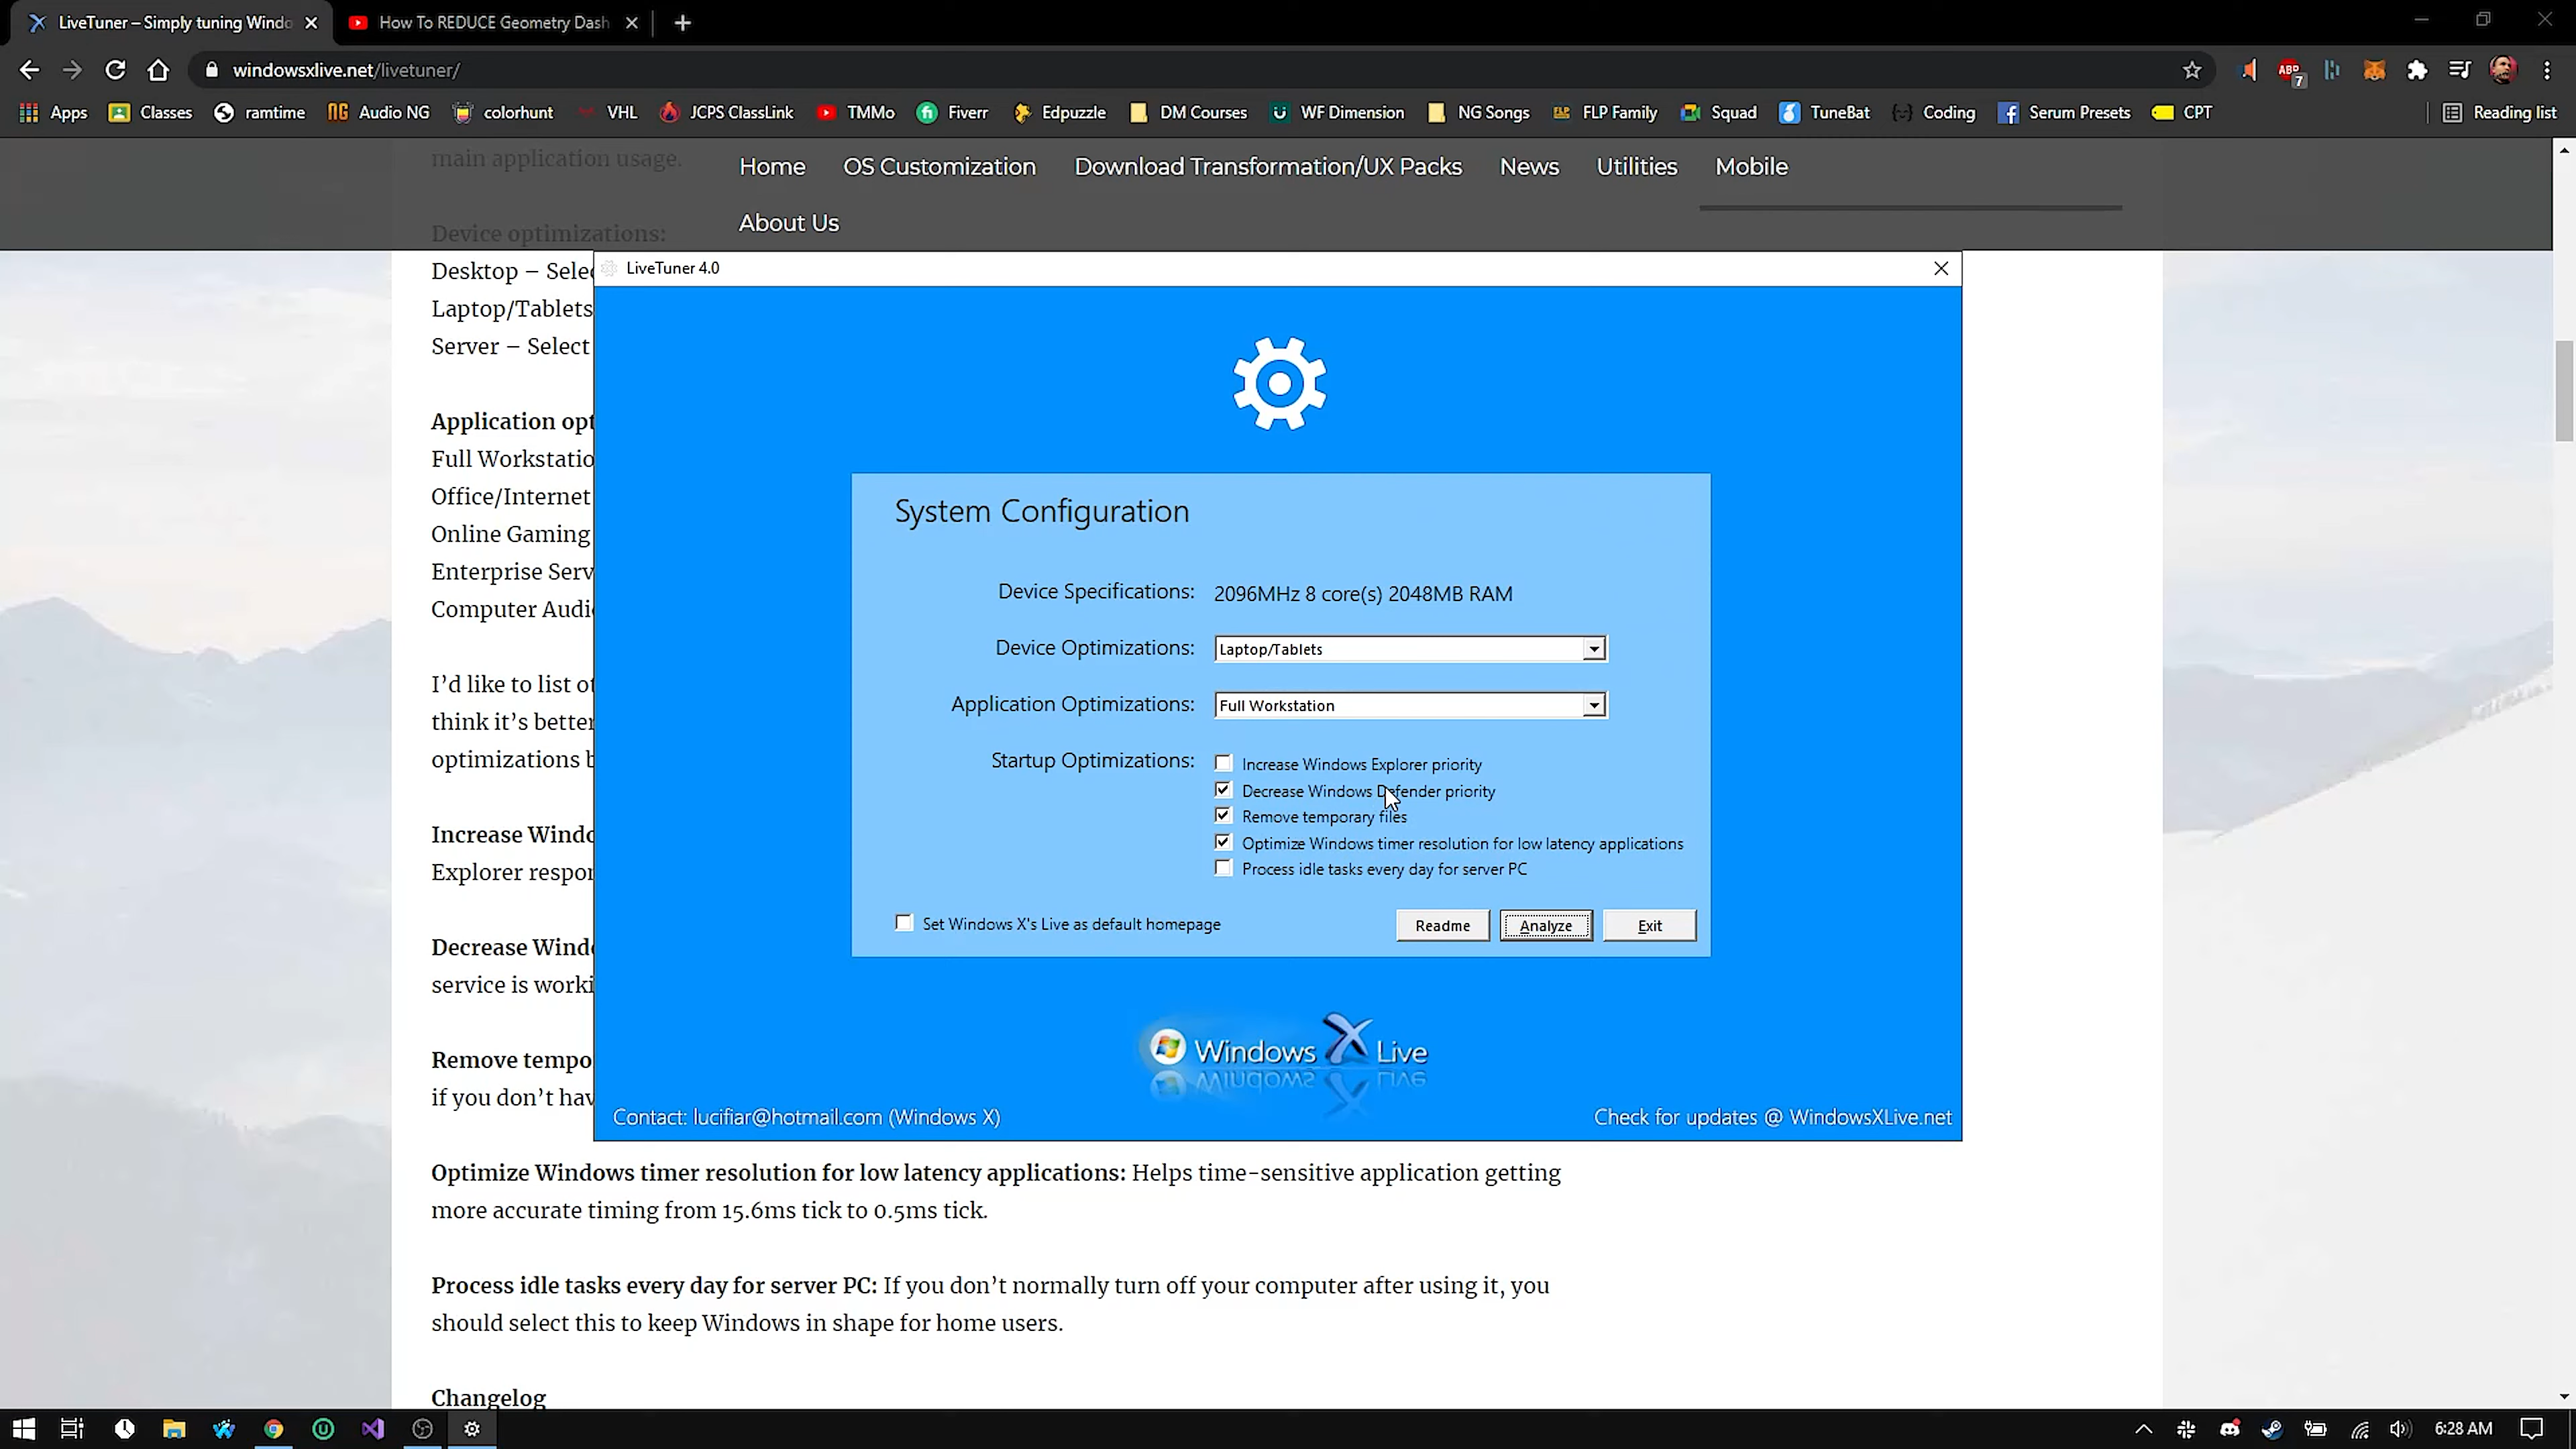 LiveTuner – Simply tuning Windo
How To REDUCE Geometry Dash
windowsxlive.net/livetuner/
ABP
7
Apps
Classes
ramtime
NG
Audio NG
colorhunt
VHL
JCPS ClassLink
TMMo
Fiverr
Edpuzzle
DM Courses
WF Dimension
NG Songs
FLP
FLP Family
Squad
TuneBat
Coding
Serum Presets
CPT
Reading list
main application usage.
Home
OS Customization
Download Transformation/UX Packs
News
Utilities
Mobile
About Us
Device optimizations:
Desktop – Selec
Laptop/Tablets
Server – Select
Application opt
Full Workstatio
Office/Internet
Online Gaming
Enterprise Serv
Computer Audi
I’d like to list ot
think it’s better
optimizations b
Increase Windo
Explorer respon
Decrease Wind
service is worki
Remove tempo
if you don’t hav
LiveTuner 4.0
System Configuration
Device Specifications: 2096MHz 8 core(s) 2048MB RAM
Device Optimizations: Laptop/Tablets
Application Optimizations: Full Workstation
Startup Optimizations: Increase Windows Explorer priority
Decrease Windows Defender priority
Remove temporary files
Optimize Windows timer resolution for low latency applications
Process idle tasks every day for server PC
Set Windows X's Live as default homepage
Readme
Analyze
Exit
Windows X Live
Contact: lucifiar@hotmail.com (Windows X)
Check for updates @ WindowsXLive.net
Optimize Windows timer resolution for low latency applications: Helps time-sensitive application getting
more accurate timing from 15.6ms tick to 0.5ms tick.
Process idle tasks every day for server PC: If you don’t normally turn off your computer after using it, you
should select this to keep Windows in shape for home users.
Changelog
6:28 AM